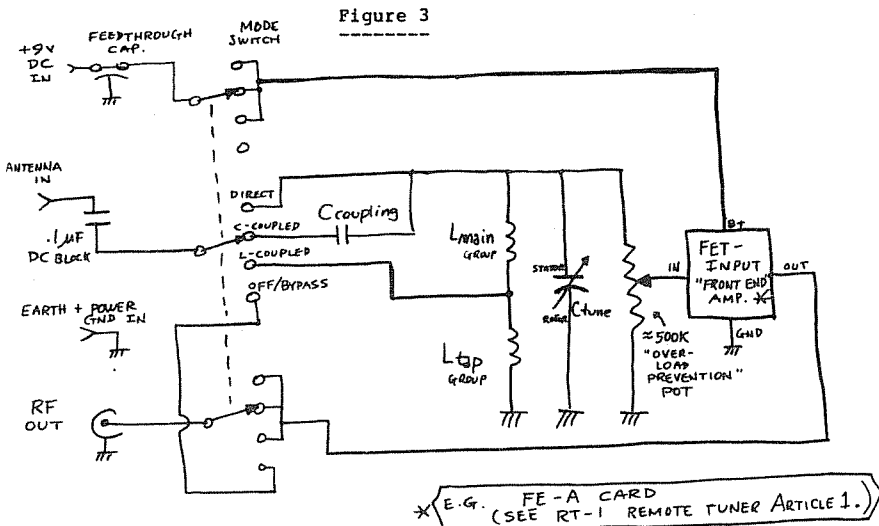 Figure 3
MODE
SWITCH
FEEDTHROUGH
CAP.
+9V
DC
IN
ANTENNA
IN
.1µF
DC BLOCK
DIRECT
C-COUPLED
Ccoupling
L-COUPLED
OFF/BYPASS
Lmain
GROUP
Ltap
GROUP
STATOR
ROTOR
Ctune
≈500K
"OVER-
LOAD
PREVENTION"
POT
B+
IN
FET-
INPUT
"FRONT END"
AMP. *
OUT
GND
EARTH + POWER
GND IN
RF
OUT
* E.G. FE-A CARD
(SEE RT-1 REMOTE TUNER ARTICLE 1.)